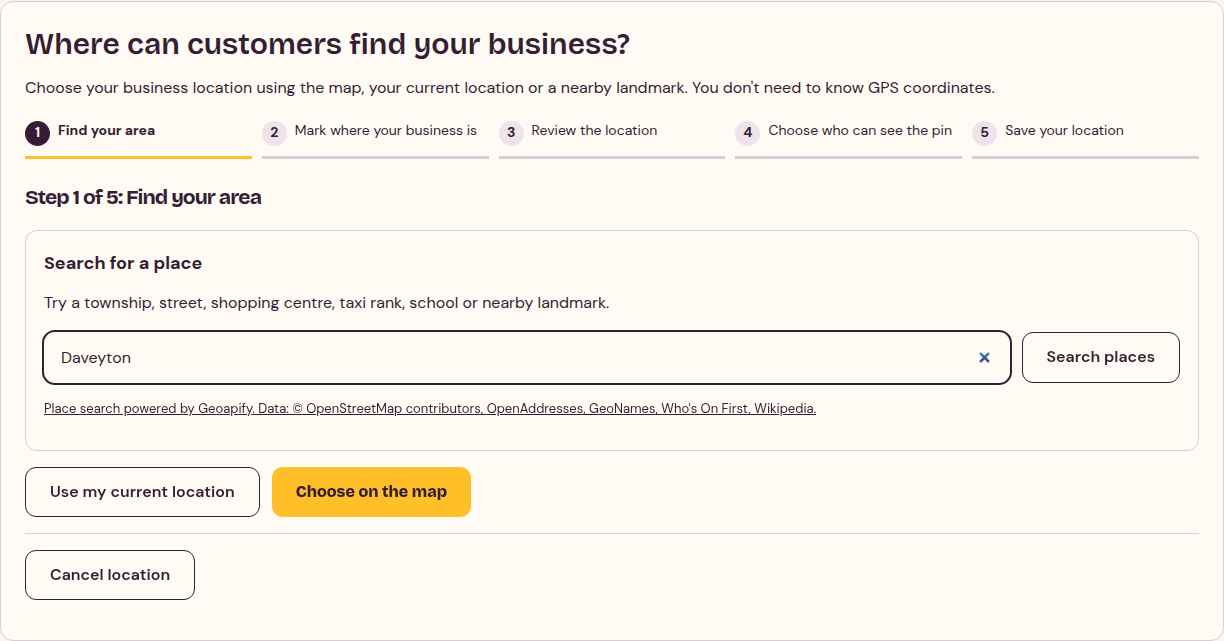 Where can customers find your business?
Choose your business location using the map, your current location or a nearby landmark. You don't need to know GPS coordinates.
1 Find your area
2 Mark where your business is
3 Review the location
4 Choose who can see the pin
5 Save your location
Step 1 of 5: Find your area
Search for a place
Try a township, street, shopping centre, taxi rank, school or nearby landmark.
Daveyton
Search places
Place search powered by Geoapify. Data: © OpenStreetMap contributors, OpenAddresses, GeoNames, Who's On First, Wikipedia.
Use my current location
Choose on the map
Cancel location